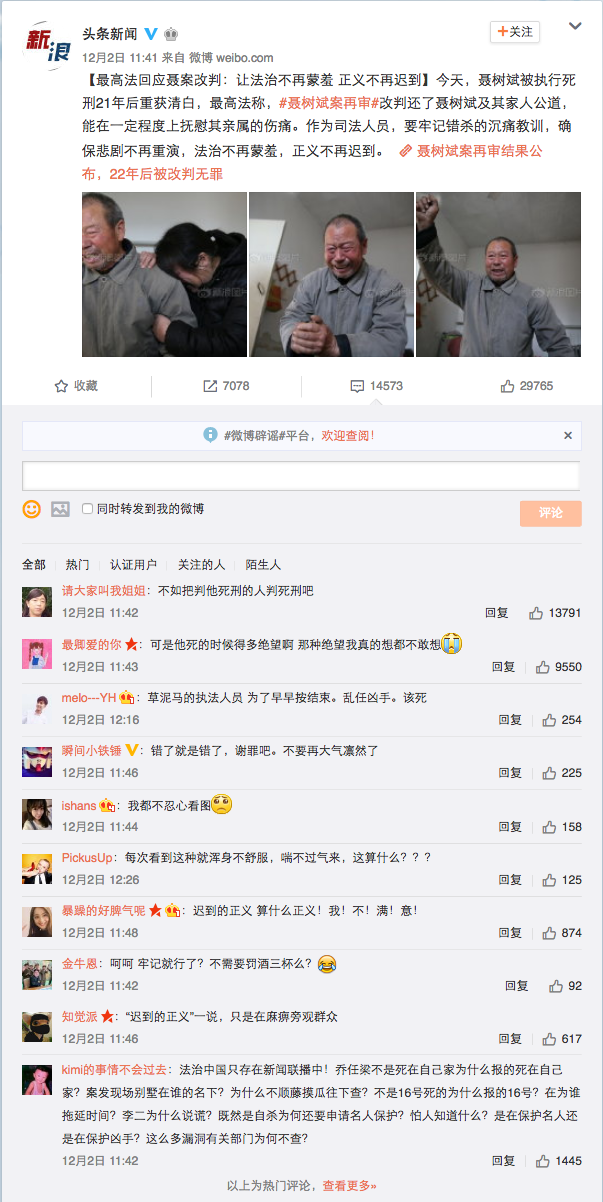 新
浪
头条新闻
+关注
12月2日 11:41 来自 微博 weibo.com
【最高法回应聂案改判：让法治不再蒙羞 正义不再迟到】今天，聂树斌被执行死
刑21年后重获清白，最高法称，#聂树斌案再审#改判还了聂树斌及其家人公道，
能在一定程度上抚慰其亲属的伤痛。作为司法人员，要牢记错杀的沉痛教训，确
保悲剧不再重演，法治不再蒙羞，正义不再迟到。 聂树斌案再审结果公
布，22年后被改判无罪
收藏 7078 14573 29765
#微博辟谣#平台，欢迎查阅！ ×
同时转发到我的微博
评论
全部 热门 认证用户 关注的人 陌生人
请大家叫我姐姐：不如把判他死刑的人判死刑吧
12月2日 11:42 回复 13791
最卿爱的你：可是他死的时候得多绝望啊 那种绝望我真的想都不敢想
12月2日 11:43 回复 9550
melo---YH：草泥马的执法人员 为了早早按结束。乱任凶手。该死
12月2日 12:16 回复 254
瞬间小铁锤：错了就是错了，谢罪吧。不要再大气凛然了
12月2日 11:46 回复 225
ishans：我都不忍心看图
12月2日 11:44 回复 158
PickusUp：每次看到这种就浑身不舒服，喘不过气来，这算什么？？？
12月2日 12:26 回复 125
暴躁的好脾气呢：迟到的正义 算什么正义！我！不！满！意！
12月2日 11:48 回复 874
金牛恩：呵呵 牢记就行了？不需要罚酒三杯么？
12月2日 11:42 回复 92
知觉派：“迟到的正义”一说，只是在麻痹旁观群众
12月2日 11:46 回复 617
kimi的事情不会过去：法治中国只存在新闻联播中！乔任梁不是死在自己家为什么报的死在自己
家？案发现场别墅在谁的名下？为什么不顺藤摸瓜往下查？不是16号死的为什么报的16号？在为谁
拖延时间？李二为什么说谎？既然是自杀为何还要申请名人保护？怕人知道什么？是在保护名人还
是在保护凶手？这么多漏洞有关部门为何不查？
12月2日 11:42 回复 1445
以上为热门评论，查看更多»